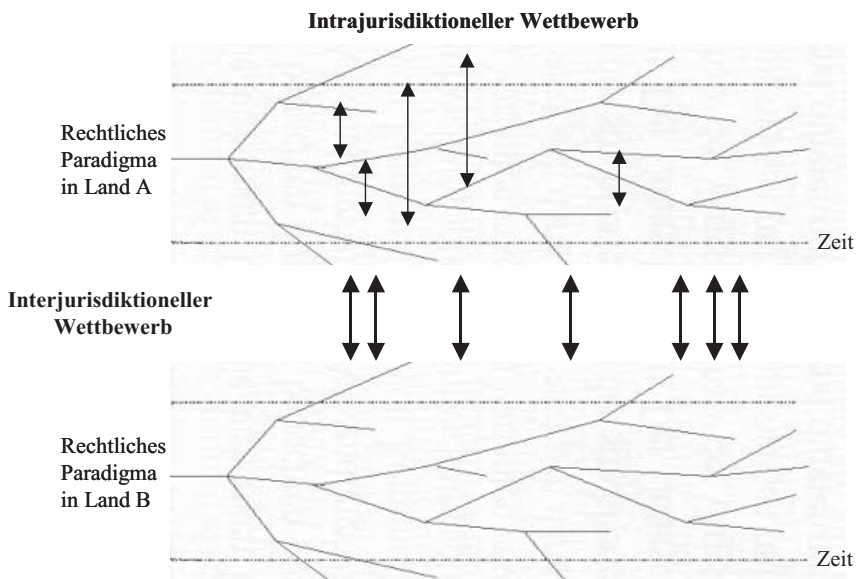 Intrajurisdiktioneller Wettbewerb
Rechtliches
Paradigma
in Land A
Zeit
Interjurisdiktioneller
Wettbewerb
Rechtliches
Paradigma
in Land B
Zeit